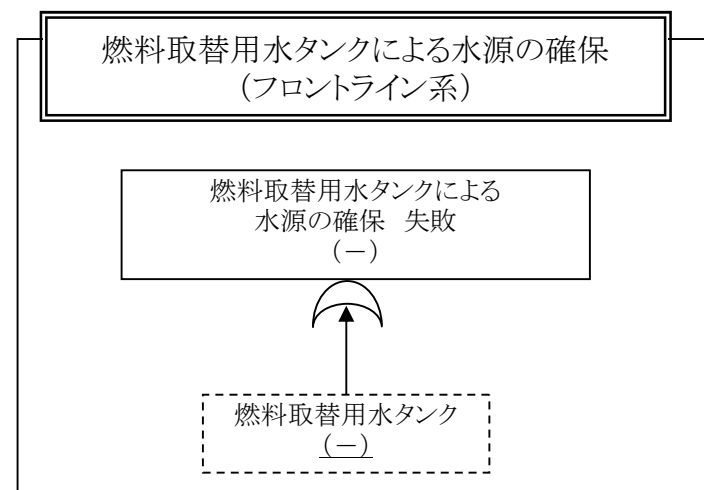 燃料取替用水タンクによる水源の確保
（フロントライン系）
燃料取替用水タンクによる
水源の確保　失敗
（－）
燃料取替用水タンク
（－）